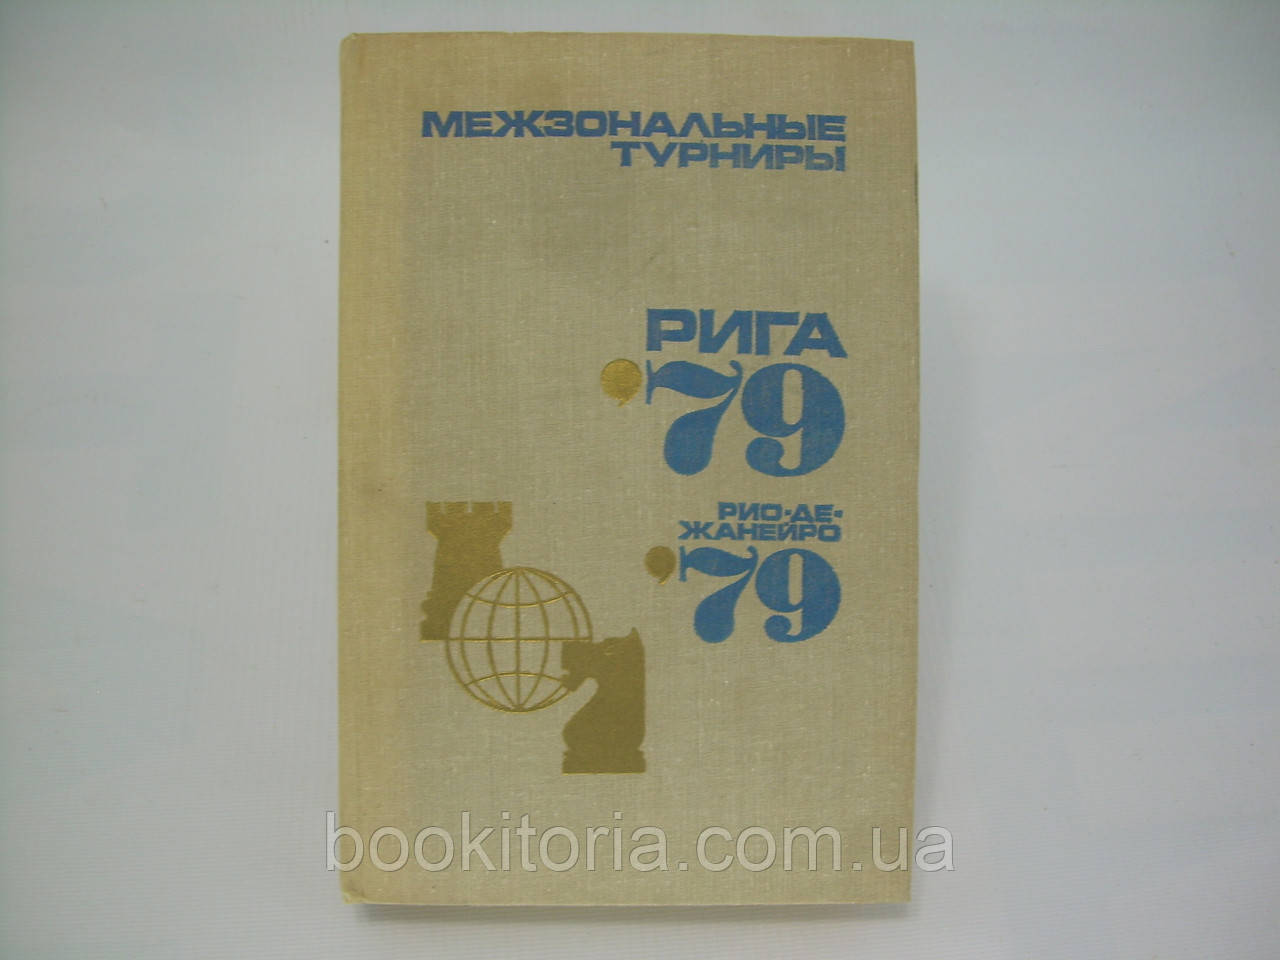 МЕЖЗОНАЛЬНЫЕ
ТУРНИРЫ
РИГА
'79
РИО-ДЕ-
ЖАНЕЙРО
'79
bookitoria.com.ua